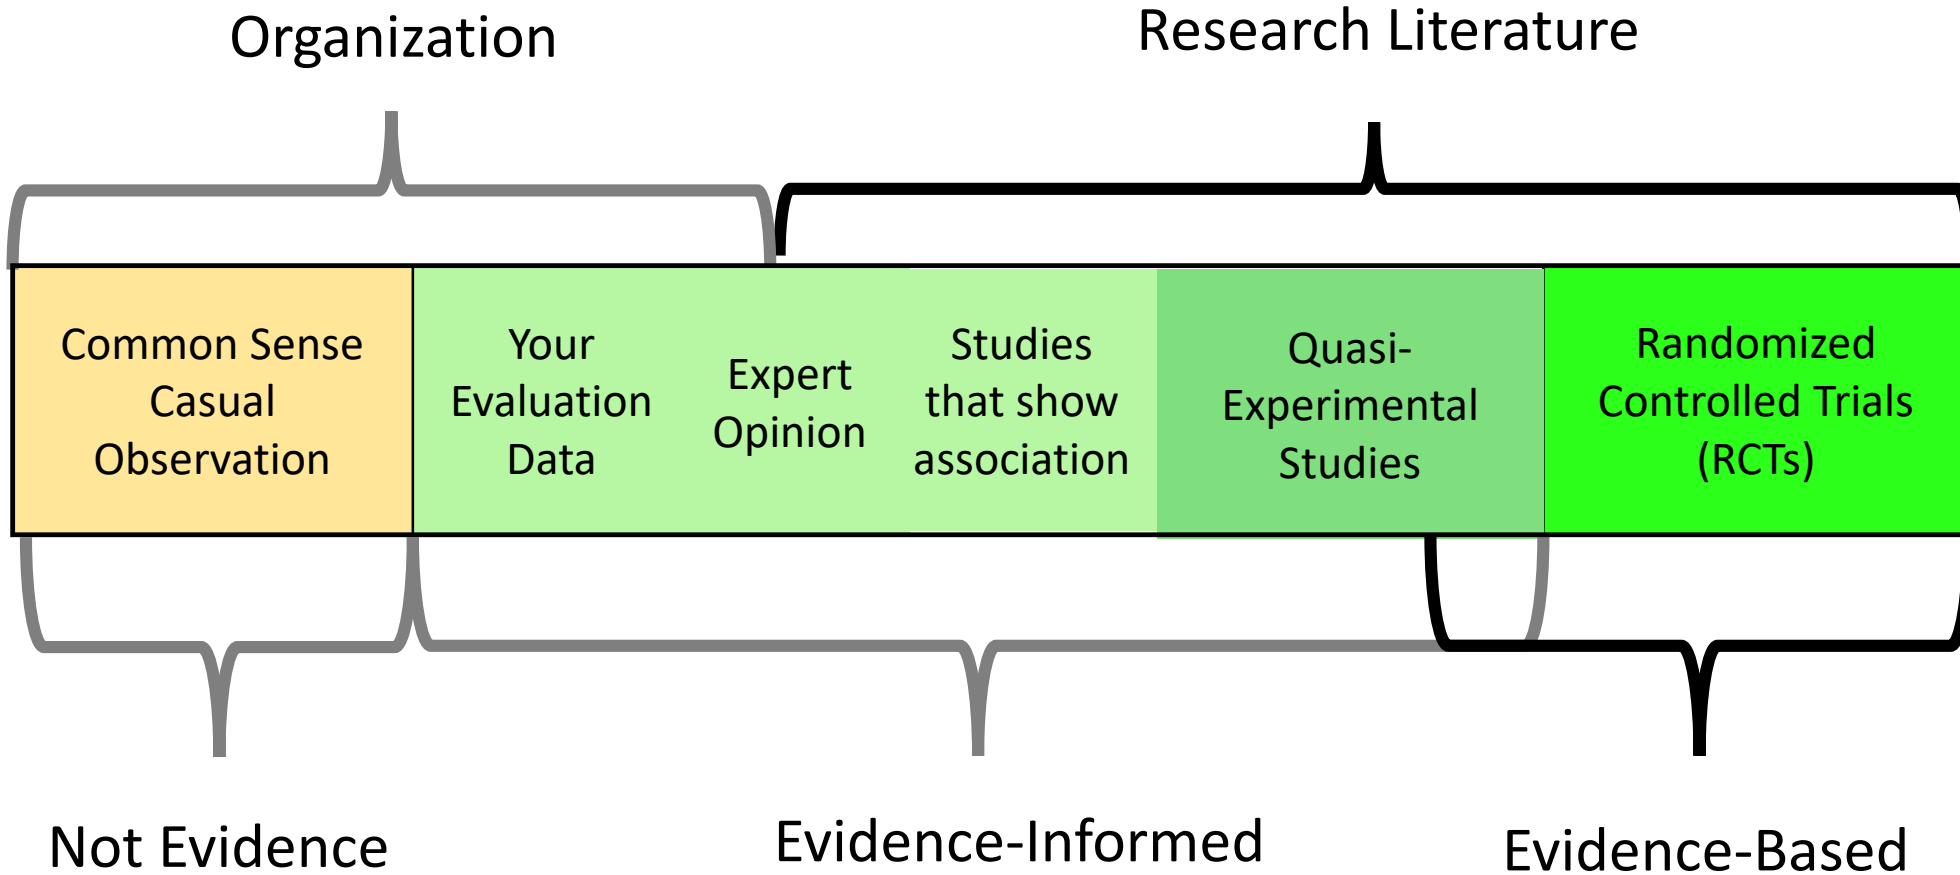 Organization
Research Literature
Common Sense
Casual
Observation
Your
Evaluation
Data
Expert
Opinion
Studies
that show
association
Quasi-
Experimental
Studies
Randomized
Controlled Trials
(RCTs)
Not Evidence
Evidence-Informed
Evidence-Based